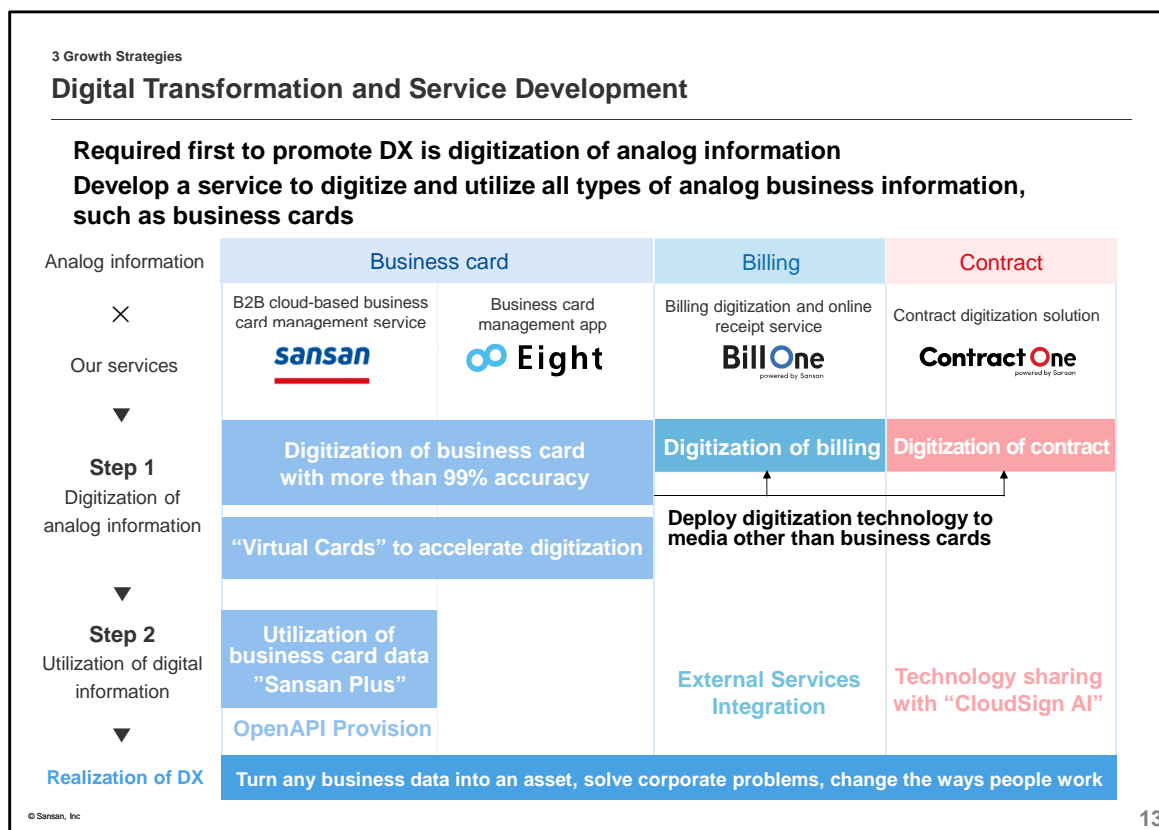 3 Growth Strategies
Digital Transformation and Service Development
Required first to promote DX is digitization of analog information
Develop a service to digitize and utilize all types of analog business information,
such as business cards
Analog information
Business card
Billing
Contract
×
Our services
B2B cloud-based business
card management service
sansan
Business card
management app
Eight
Billing digitization and online
receipt service
Bill One
powered by Sansan
Contract digitization solution
Contract One
powered by Sansan
▼
Step 1
Digitization of
analog information
Digitization of business card
with more than 99% accuracy
Digitization of billing
Digitization of contract
Deploy digitization technology to
media other than business cards
“Virtual Cards” to accelerate digitization
▼
Step 2
Utilization of digital
information
Utilization of
business card data
”Sansan Plus”
OpenAPI Provision
External Services
Integration
Technology sharing
with “CloudSign AI”
▼
Realization of DX
Turn any business data into an asset, solve corporate problems, change the ways people work
© Sansan, Inc
13